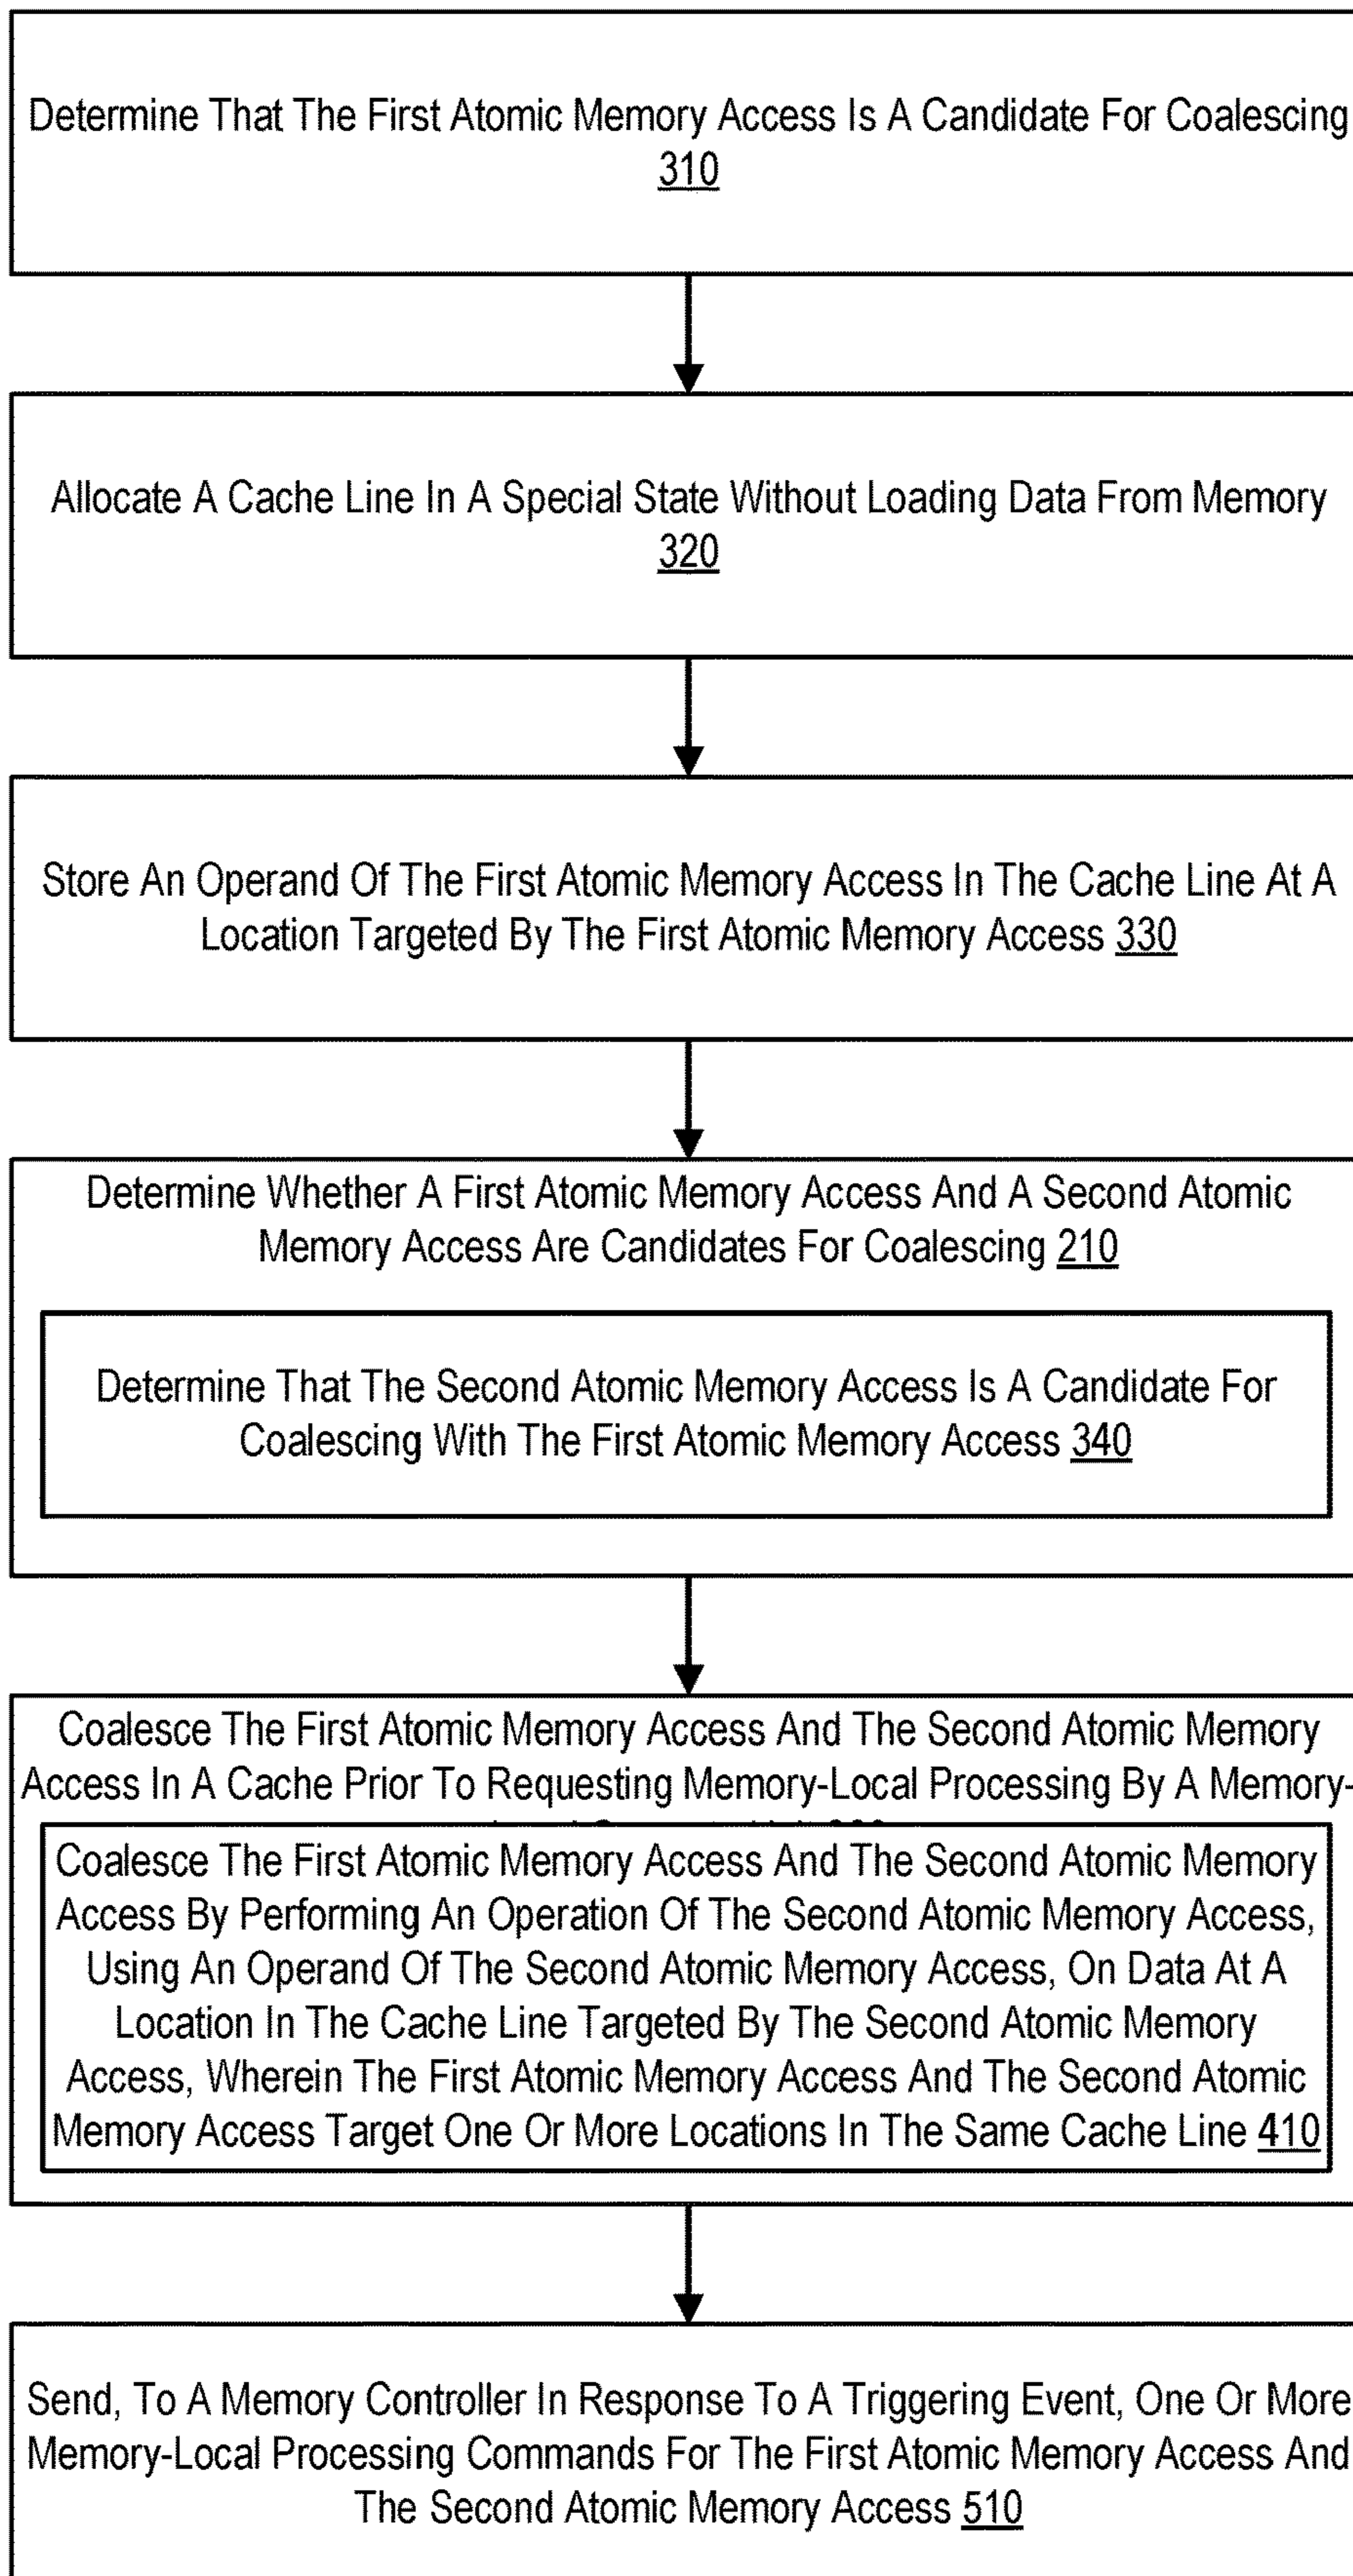 Determine That The First Atomic Memory Access Is A Candidate For Coalescing
310
Allocate A Cache Line In A Special State Without Loading Data From Memory
320
Store An Operand Of The First Atomic Memory Access In The Cache Line At A
Location Targeted By The First Atomic Memory Access 330
Determine Whether A First Atomic Memory Access And A Second Atomic
Memory Access Are Candidates For Coalescing 210
Determine That The Second Atomic Memory Access Is A Candidate For
Coalescing With The First Atomic Memory Access 340
Coalesce The First Atomic Memory Access And The Second Atomic Memory
Access In A Cache Prior To Requesting Memory-Local Processing By A Memory-
Coalesce The First Atomic Memory Access And The Second Atomic Memory
Access By Performing An Operation Of The Second Atomic Memory Access,
Using An Operand Of The Second Atomic Memory Access, On Data At A
Location In The Cache Line Targeted By The Second Atomic Memory
Access, Wherein The First Atomic Memory Access And The Second Atomic
Memory Access Target One Or More Locations In The Same Cache Line 410
Send, To A Memory Controller In Response To A Triggering Event, One Or More
Memory-Local Processing Commands For The First Atomic Memory Access And
The Second Atomic Memory Access 510